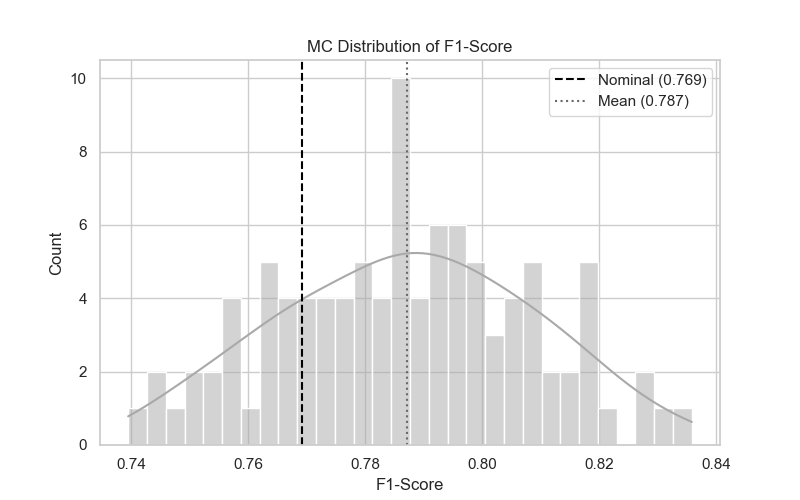 MC Distribution of F1-Score
Nominal (0.769)
Mean (0.787)
Count
10
8
6
4
2
0
0.74 0.76 0.78 0.80 0.82 0.84
F1-Score